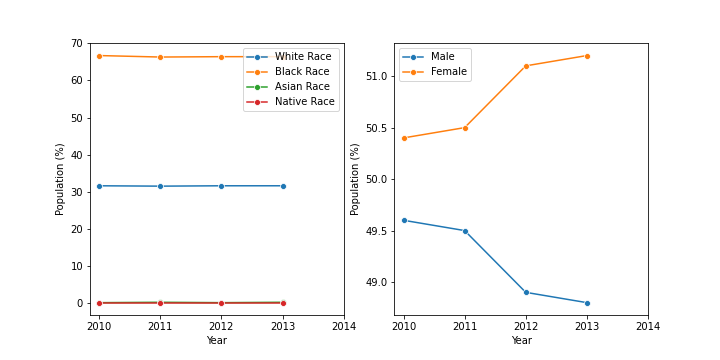 70
60
50
40
30
20
10
0
Population (%)
2010 2011 2012 2013 2014
Year
White Race
Black Race
Asian Race
Native Race
51.0
50.5
50.0
49.5
49.0
Population (%)
2010 2011 2012 2013 2014
Year
Male
Female